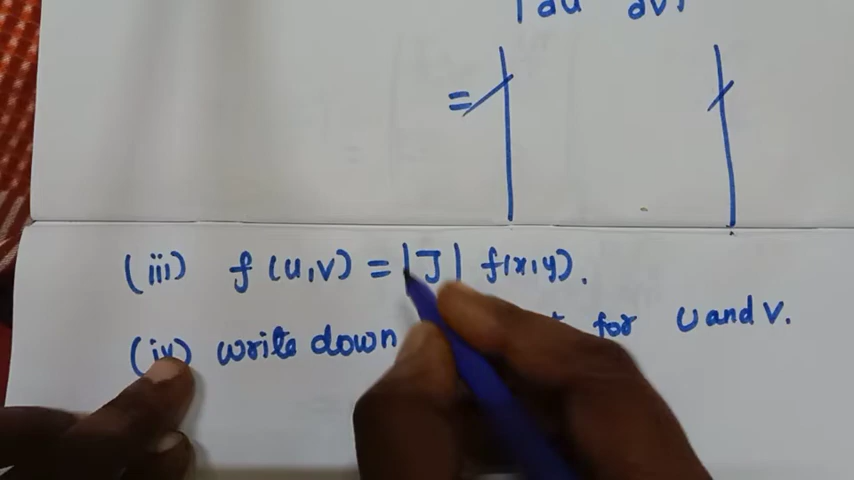 ∂u ∂v
=
(iii) f(u,v) = |J| f(x,y).
(iv) write down for U and V.